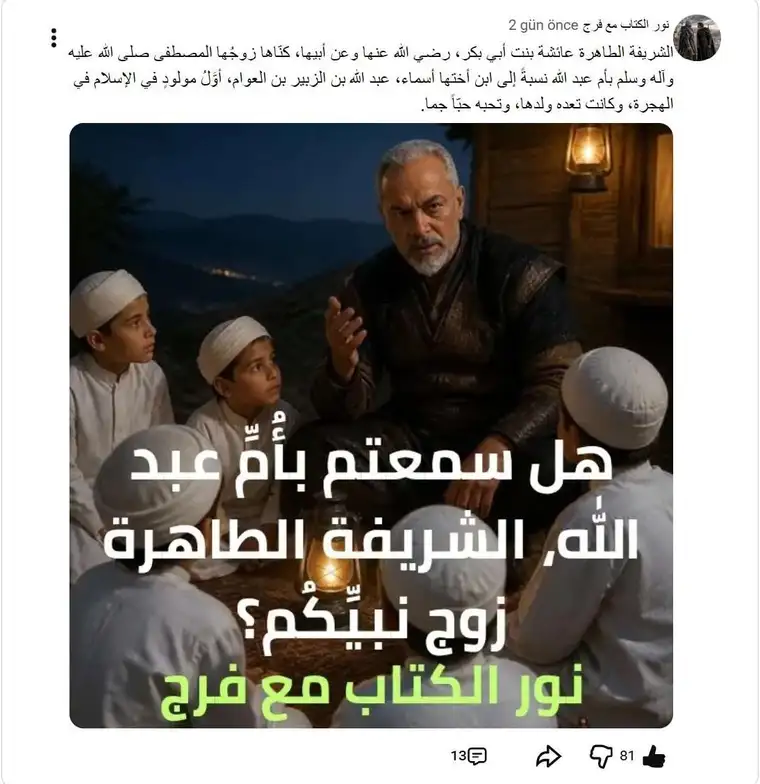 نور الكتاب مع فرج 2 gün önce
الشريفة الطاهرة عائشة بنت أبي بكر، رضي الله عنها وعن أبيها، كنّاها زوجُها المصطفى صلى الله عليه
وآله وسلم بأم عبد الله نسبةً إلى ابن أختها أسماء، عبد الله بن الزبير بن العوام، أوّلُ مولودٍ في الإسلام في
الهجرة، وكانت تعده ولدها، وتحبه حبّاً جما.
هل سمعتم بأُمِّ عبد
الله، الشريفة الطاهرة
زوج نبيِّكُم؟
نور الكتاب مع فرج
81
13